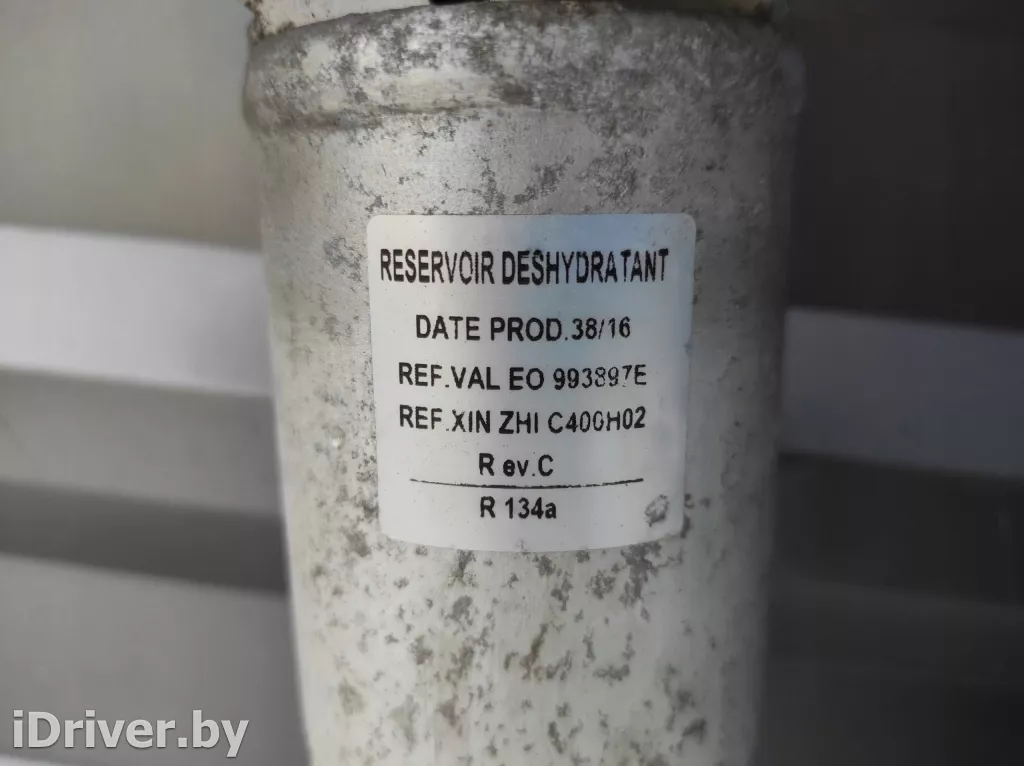 RESERVOIR DESHYDRATANT
DATE PROD.38/16
REF.VAL EO 993897E
REF.XIN ZHI C400H02
R ev.C
R 134a
iDriver.by